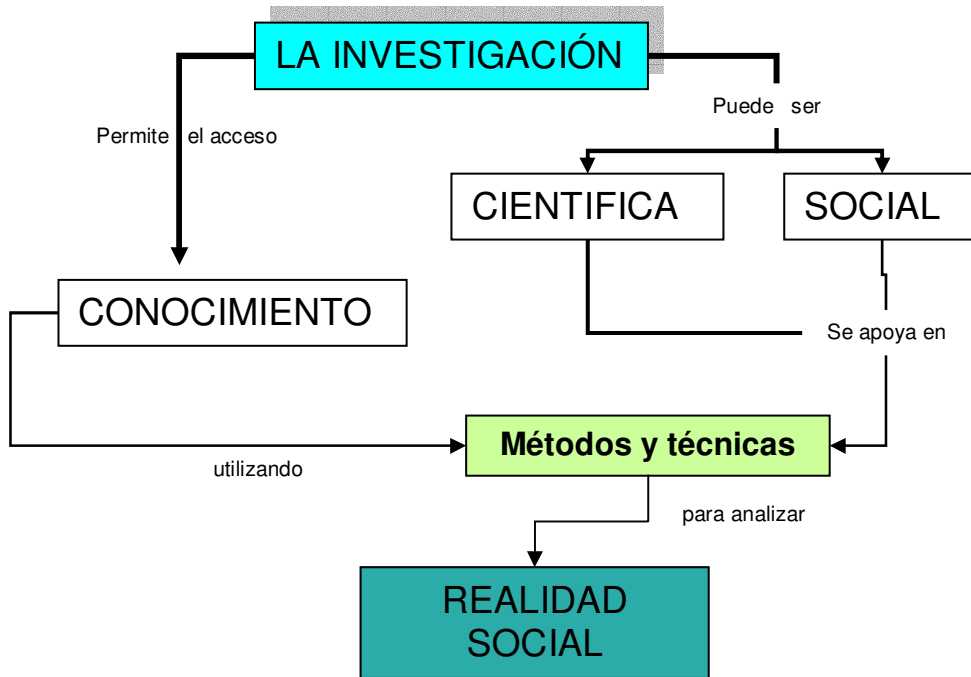 LA INVESTIGACIÓN
Puede ser
Permite el acceso
CIENTIFICA
SOCIAL
CONOCIMIENTO
Se apoya en
Métodos y técnicas
utilizando
para analizar
REALIDAD
SOCIAL